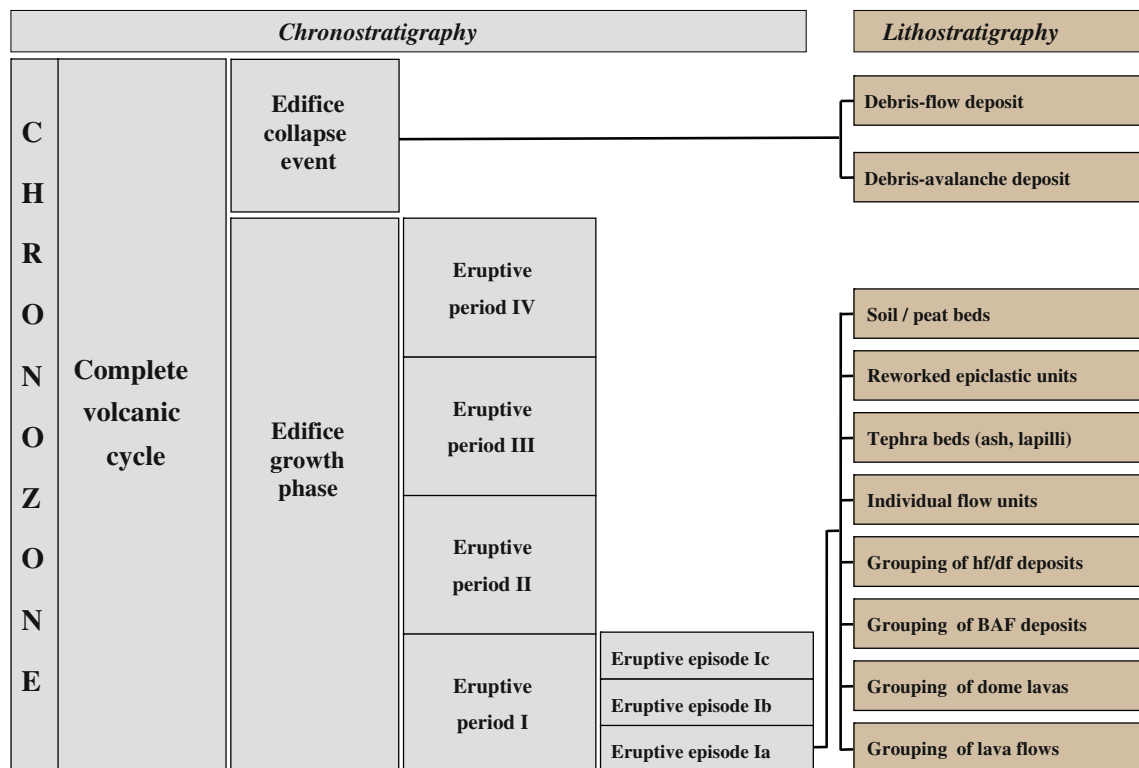 Chronostratigraphy
Lithostratigraphy
C
H
R
O
N
O
Z
O
N
E
Complete
volcanic
cycle
Edifice
collapse
event
Edifice
growth
phase
Eruptive
period IV
Eruptive
period III
Eruptive
period II
Eruptive
period I
Eruptive episode Ic
Eruptive episode Ib
Eruptive episode Ia
Debris-flow deposit
Debris-avalanche deposit
Soil / peat beds
Reworked epiclastic units
Tephra beds (ash, lapilli)
Individual flow units
Grouping of hf/df deposits
Grouping of BAF deposits
Grouping of dome lavas
Grouping of lava flows